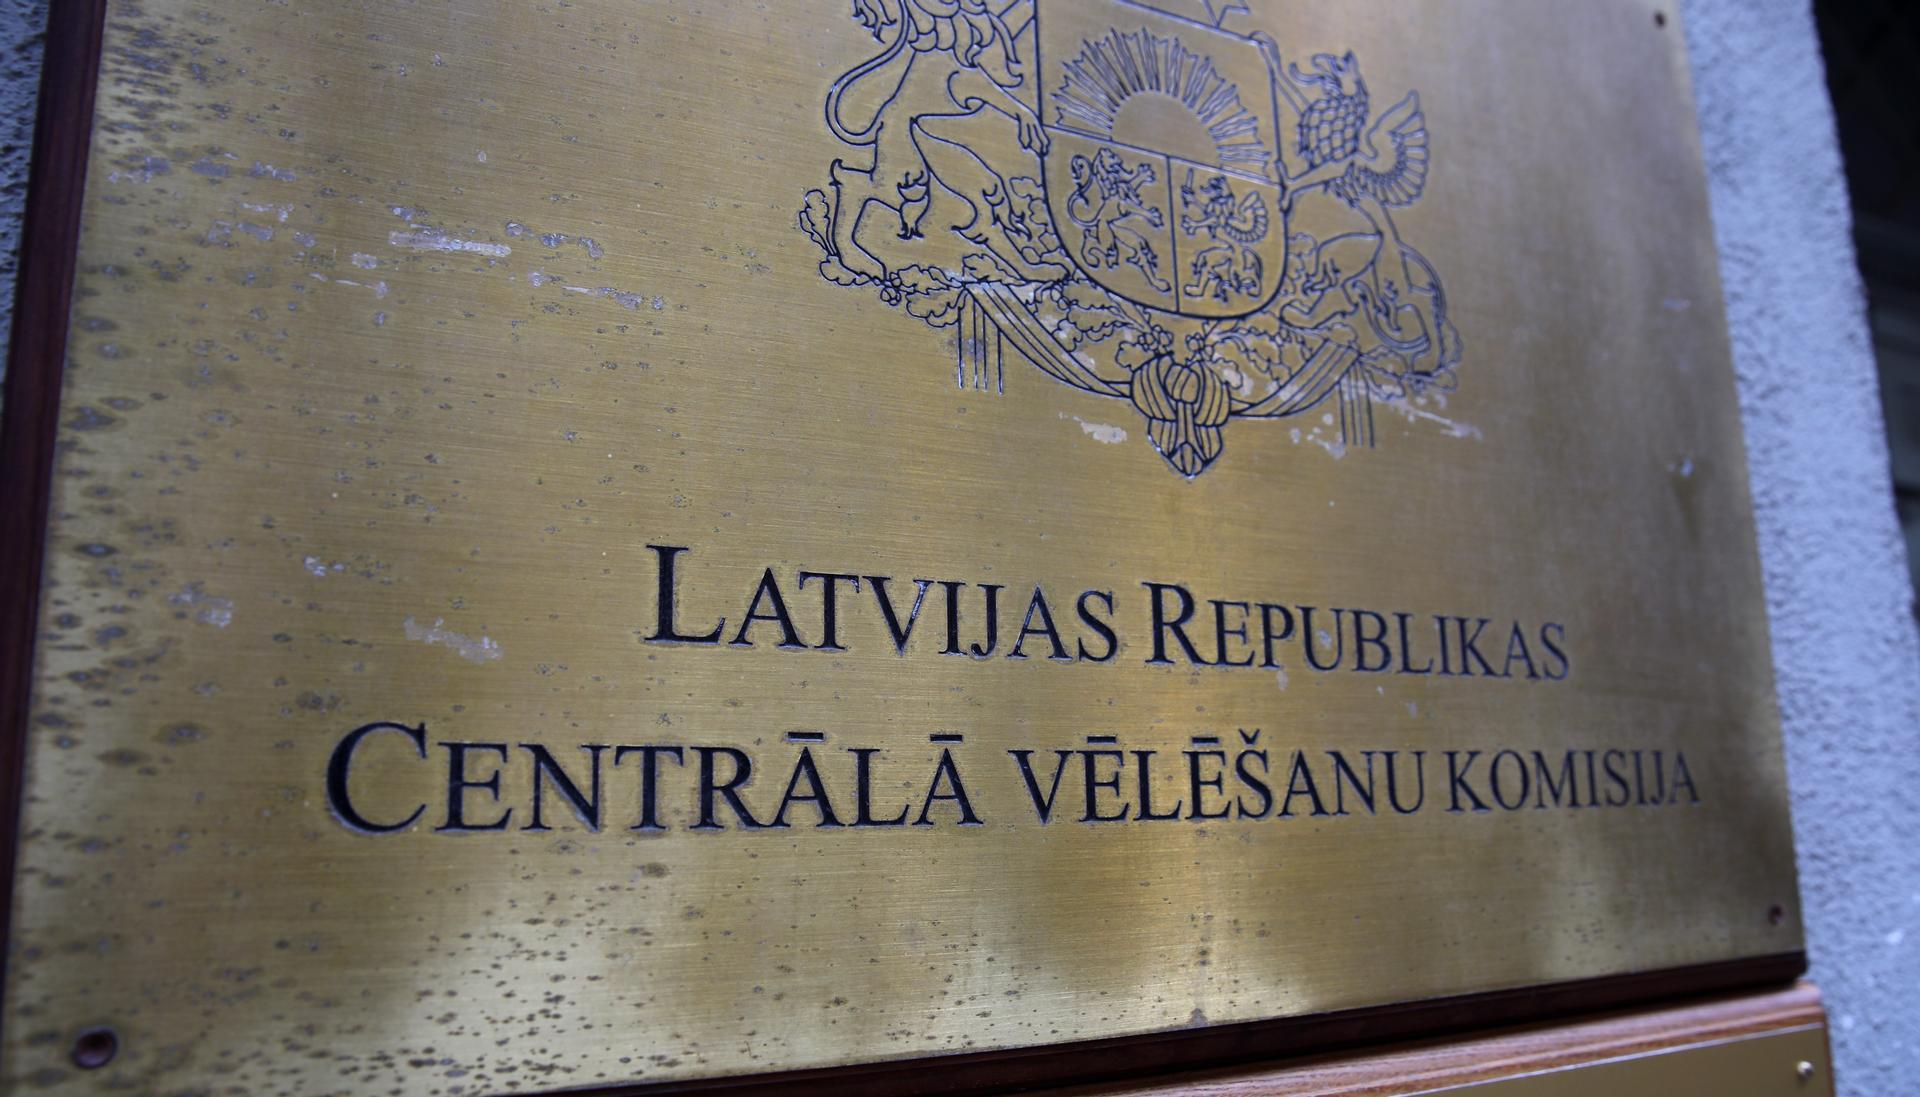 LATVIJAS REPUBLIKAS
CENTRĀLĀ VĒLĒŠANU KOMISIJA